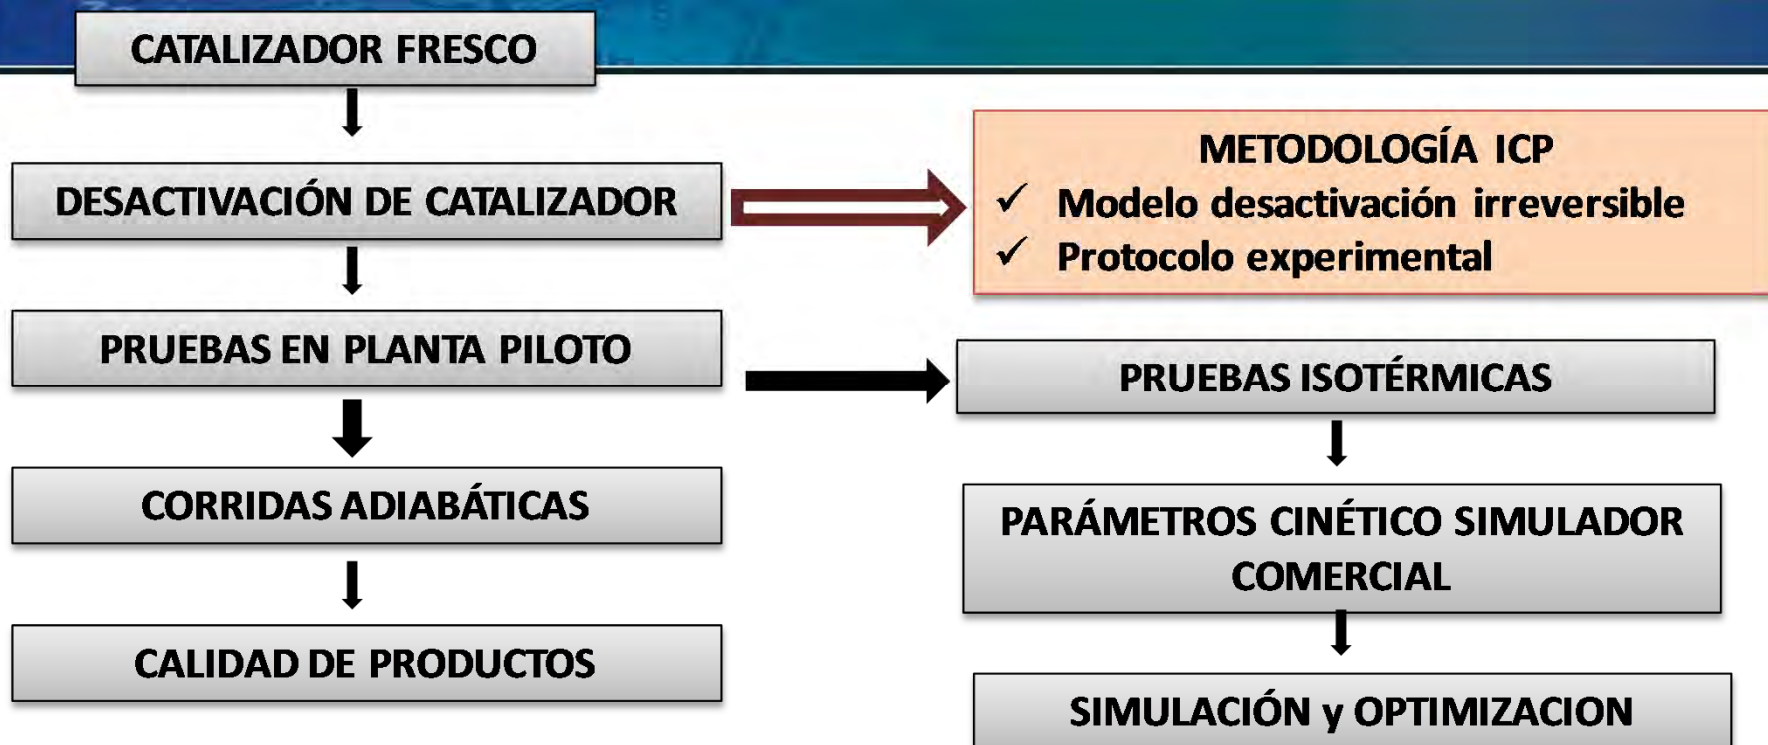 CATALIZADOR FRESCO
DESACTIVACIÓN DE CATALIZADOR
METODOLOGÍA ICP
✓ Modelo desactivación irreversible
✓ Protocolo experimental
PRUEBAS EN PLANTA PILOTO
PRUEBAS ISOTÉRMICAS
CORRIDAS ADIABÁTICAS
PARÁMETROS CINÉTICO SIMULADOR
COMERCIAL
CALIDAD DE PRODUCTOS
SIMULACIÓN y OPTIMIZACION